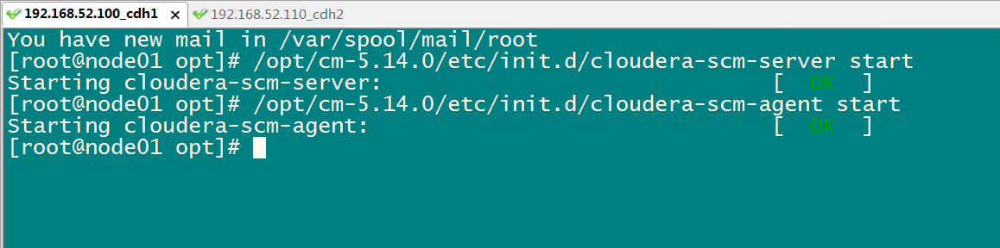 192.168.52.100_cdh1 × 192.168.52.110_cdh2
You have new mail in /var/spool/mail/root
[root@node01 opt]# /opt/cm-5.14.0/etc/init.d/cloudera-scm-server start
Starting cloudera-scm-server: [ OK ]
[root@node01 opt]# /opt/cm-5.14.0/etc/init.d/cloudera-scm-agent start
Starting cloudera-scm-agent: [ OK ]
[root@node01 opt]#